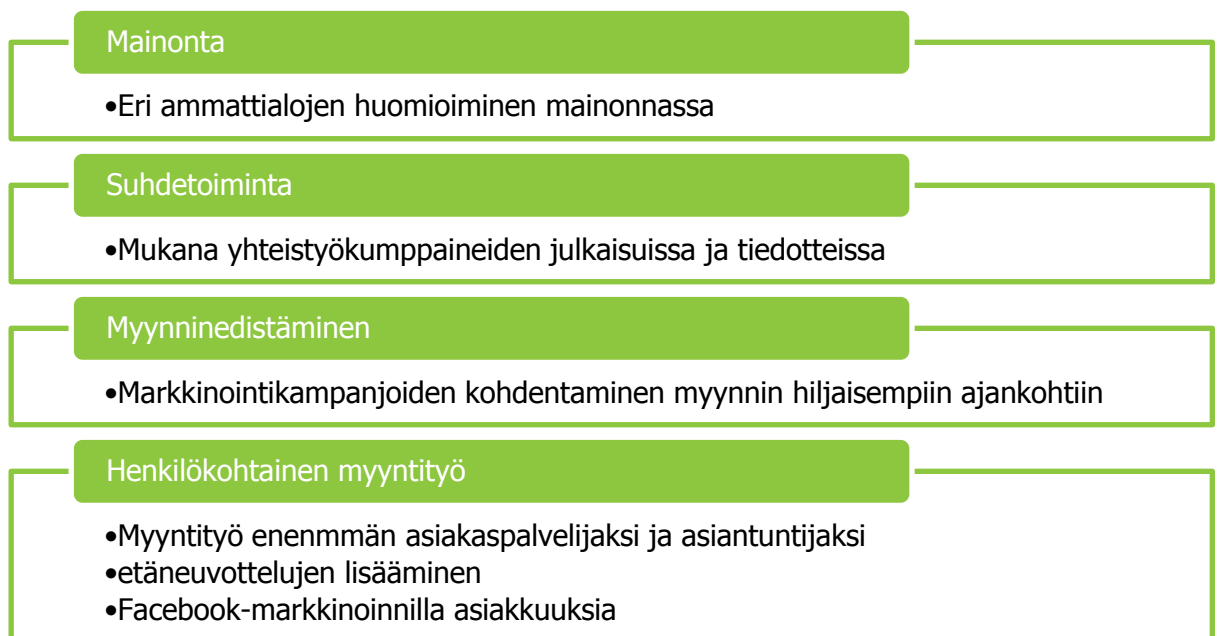 Mainonta
•Eri ammattialojen huomioiminen mainonnassa
Suhdetoiminta
•Mukana yhteistyökumppaineiden julkaisuissa ja tiedotteissa
Myynninedistäminen
•Markkinointikampanjoiden kohdentaminen myynnin hiljaisempiin ajankohtiin
Henkilökohtainen myyntityö
•Myyntityö enenmmän asiakaspalvelijaksi ja asiantuntijaksi
•etäneuvottelujen lisääminen
•Facebook-markkinoinnilla asiakkuuksia